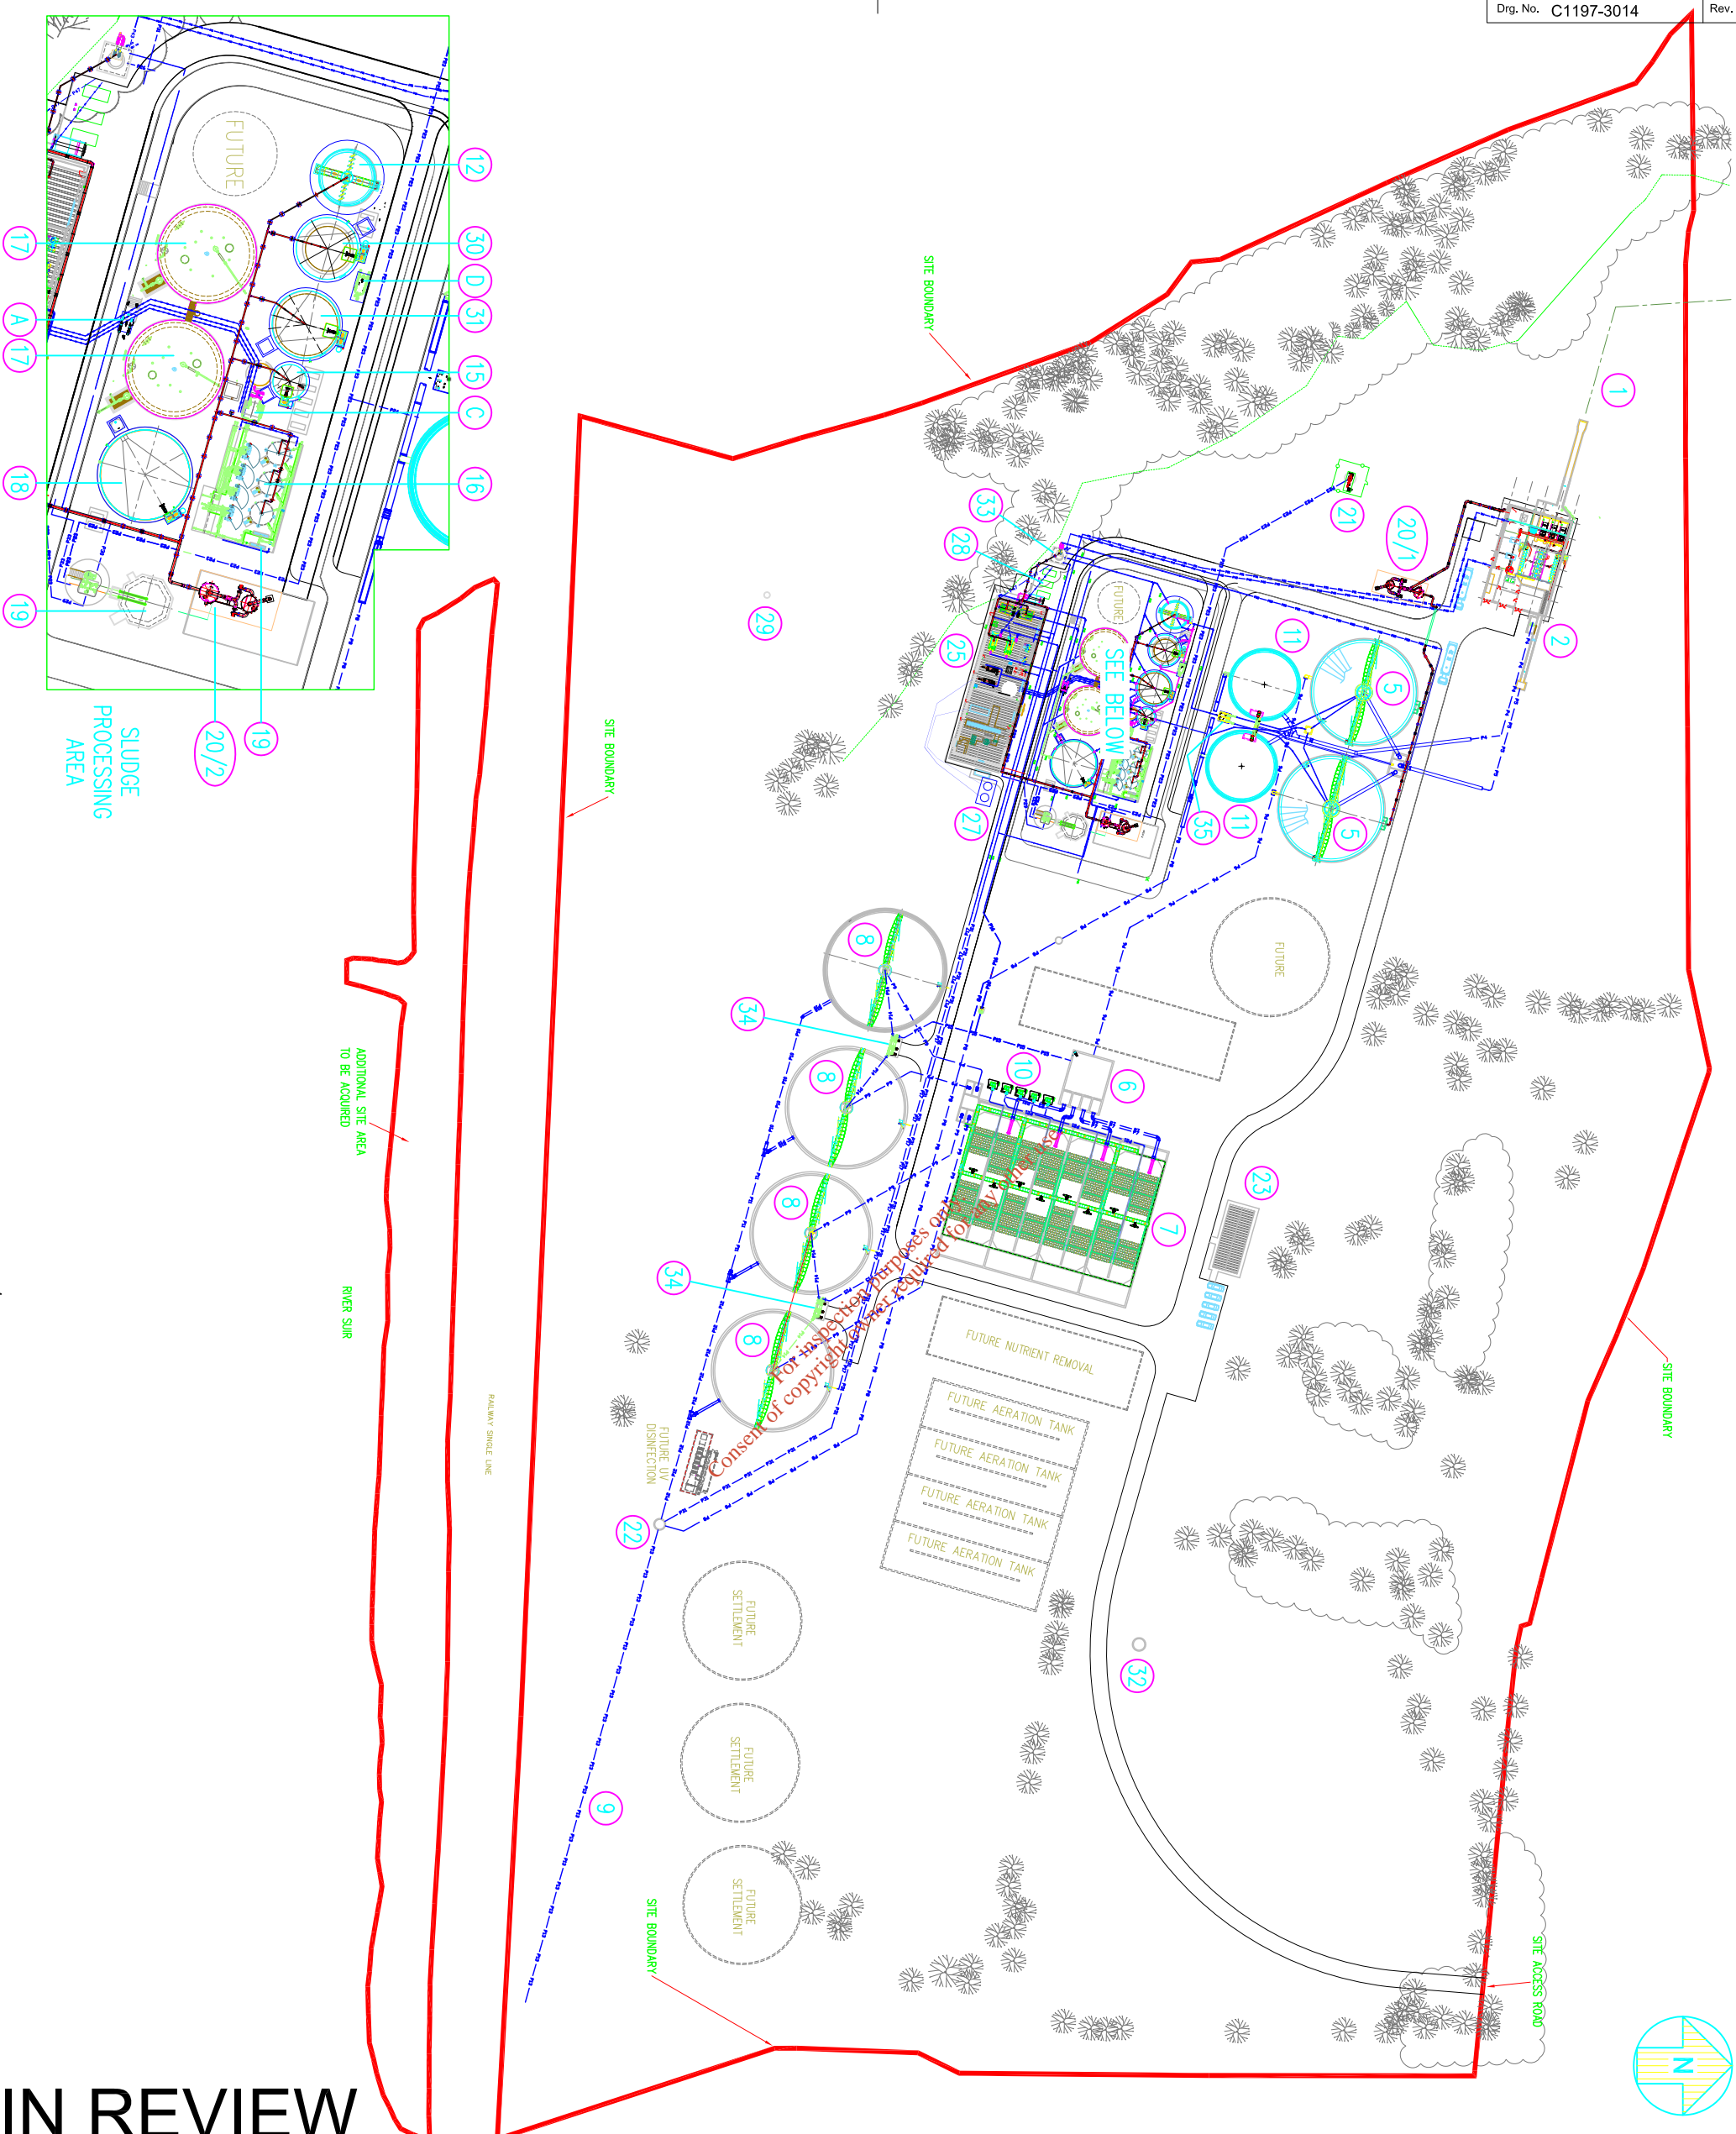 Drg. No. C1197-3014
Rev.
FUTURE
12
30
D
31
15
C
16
17
A
17
18
19
19
20/2
SLUDGE
PROCESSING
AREA
SITE BOUNDARY
1
21
20/1
2
33
28
29
25
FUTURE
SEE BELOW
11
5
11
5
35
27
SITE BOUNDARY
FUTURE
8
34
8
10
6
8
7
23
34
8
ADDITIONAL SITE AREA
TO BE ACQUIRED
RIVER SUIR
RAILWAY SINGLE LINE
For inspection purposes only.
Consent of copyright owner required for any other use.
FUTURE NUTRIENT REMOVAL
FUTURE AERATION TANK
FUTURE AERATION TANK
FUTURE AERATION TANK
FUTURE AERATION TANK
SITE BOUNDARY
FUTURE UV
DISINFECTION
22
FUTURE
SETTLEMENT
FUTURE
SETTLEMENT
FUTURE
SETTLEMENT
32
9
SITE BOUNDARY
SITE ACCESS ROAD
N
IN REVIEW